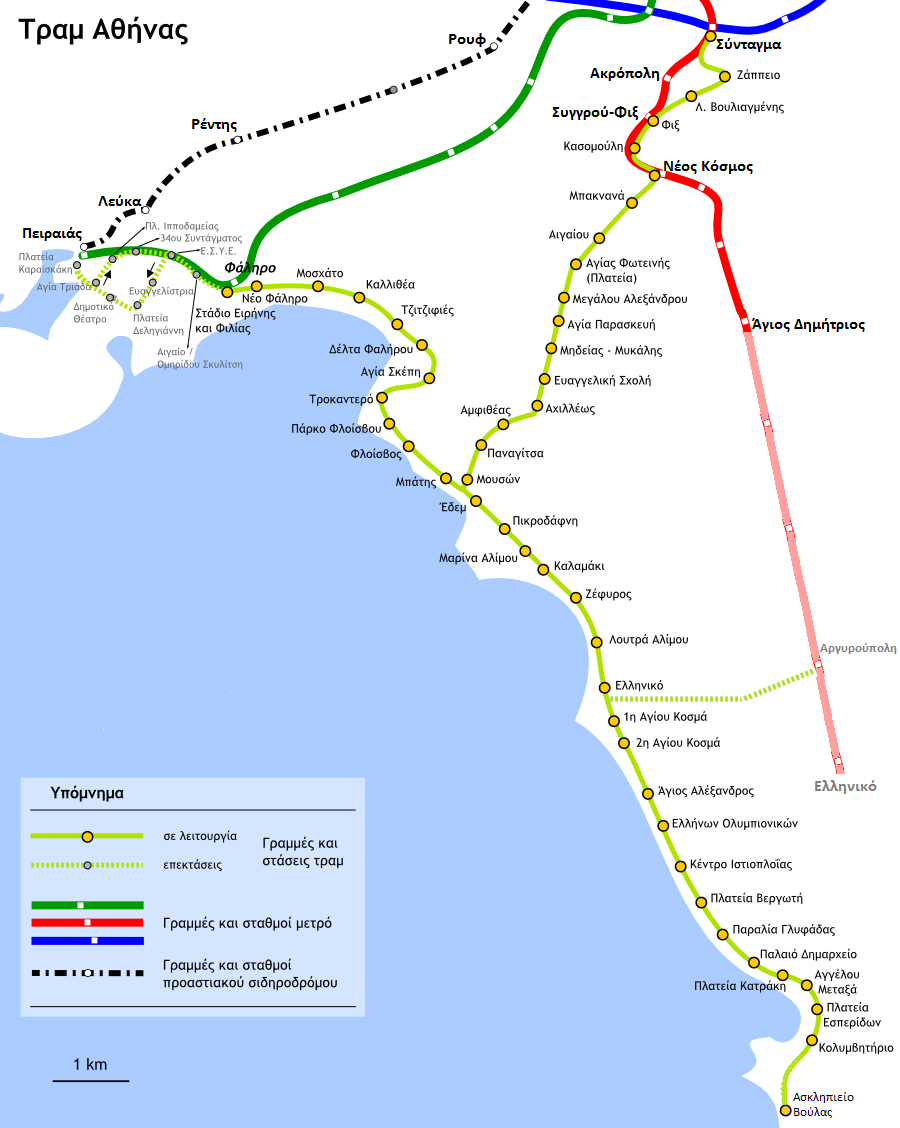 Τραμ Αθήνας
Ρουφ
Σύνταγμα
Ακρόπολη
Ζάππειο
Λ. Βουλιαγμένης
Συγγρού-Φιξ
Φιξ
Ρέντης
Κασομούλη
Νέος Κόσμος
Μπακνανά
Λεύκα
Πειραιάς
Πλ. Ιπποδαμείας
34ου Συντάγματος
Ε.Σ.Υ.Ε.
Αιγαίου
Πλατεία
Καραϊσκάκη
Φάληρο
Μοσχάτο
Αγίας Φωτεινής
(Πλατεία)
Αγία Τριάδα
Ευαγγελίστρια
Νέο Φάληρο
Καλλιθέα
Μεγάλου Αλεξάνδρου
Δημοτικό
Θέατρο
Πλατεία
Δεληγιάννη
Στάδιο Ειρήνης
και Φιλίας
Τζιτζιφιές
Αγία Παρασκευή
Άγιος Δημήτριος
Αιγαίο /
Ομηρίδου Σκυλίτση
Δέλτα Φαλήρου
Μηδείας - Μυκάλης
Αγία Σκέπη
Ευαγγελική Σχολή
Τροκαντερό
Αμφιθέας
Αχιλλέως
Πάρκο Φλοίσβου
Φλοίσβος
Παναγίτσα
Μπάτης
Μουσών
Έδεμ
Πικροδάφνη
Μαρίνα Αλίμου
Καλαμάκι
Ζέφυρος
Λουτρά Αλίμου
Αργυρούπολη
Ελληνικό
1η Αγίου Κοσμά
2η Αγίου Κοσμά
Ελληνικό
Άγιος Αλέξανδρος
Ελλήνων Ολυμπιονικών
Κέντρο Ιστιοπλοΐας
Πλατεία Βεργωτή
Παραλία Γλυφάδας
Παλαιό Δημαρχείο
Πλατεία Κατράκη
Αγγέλου
Μεταξά
Πλατεία
Εσπερίδων
Κολυμβητήριο
Ασκληπιείο
Βούλας
Υπόμνημα
σε λειτουργία
επεκτάσεις
Γραμμές και
στάσεις τραμ
Γραμμές και σταθμοί μετρό
Γραμμές και σταθμοί
προαστιακού σιδηροδρόμου
1 km